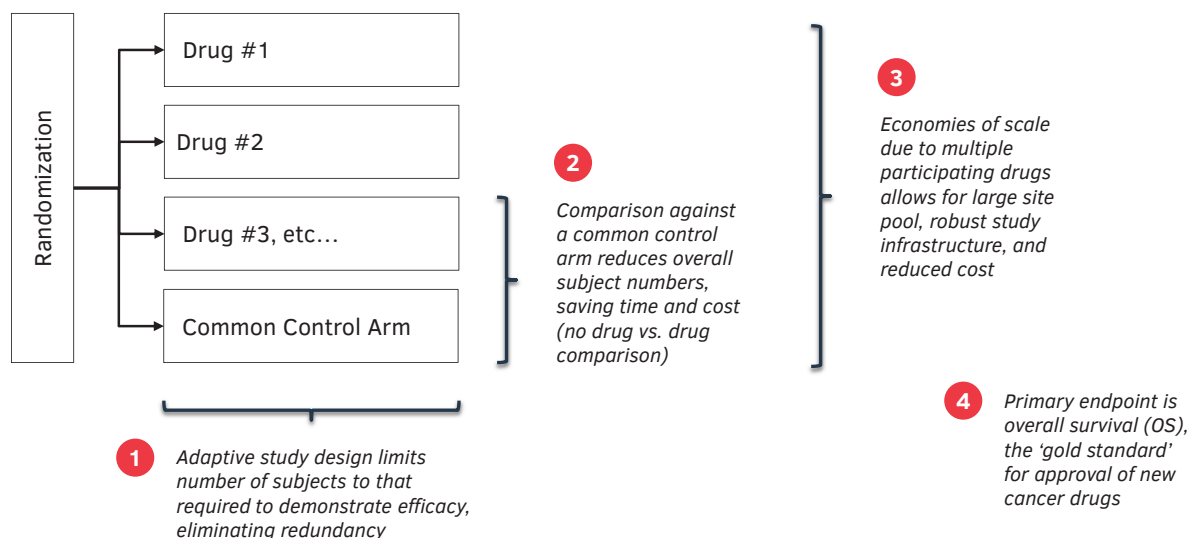 Randomization
Drug #1
Drug #2
Drug #3, etc…
Common Control Arm
1
Adaptive study design limits
number of subjects to that
required to demonstrate efficacy,
eliminating redundancy
2
Comparison against
a common control
arm reduces overall
subject numbers,
saving time and cost
(no drug vs. drug
comparison)
3
Economies of scale
due to multiple
participating drugs
allows for large site
pool, robust study
infrastructure, and
reduced cost
4
Primary endpoint is
overall survival (OS),
the ‘gold standard’
for approval of new
cancer drugs